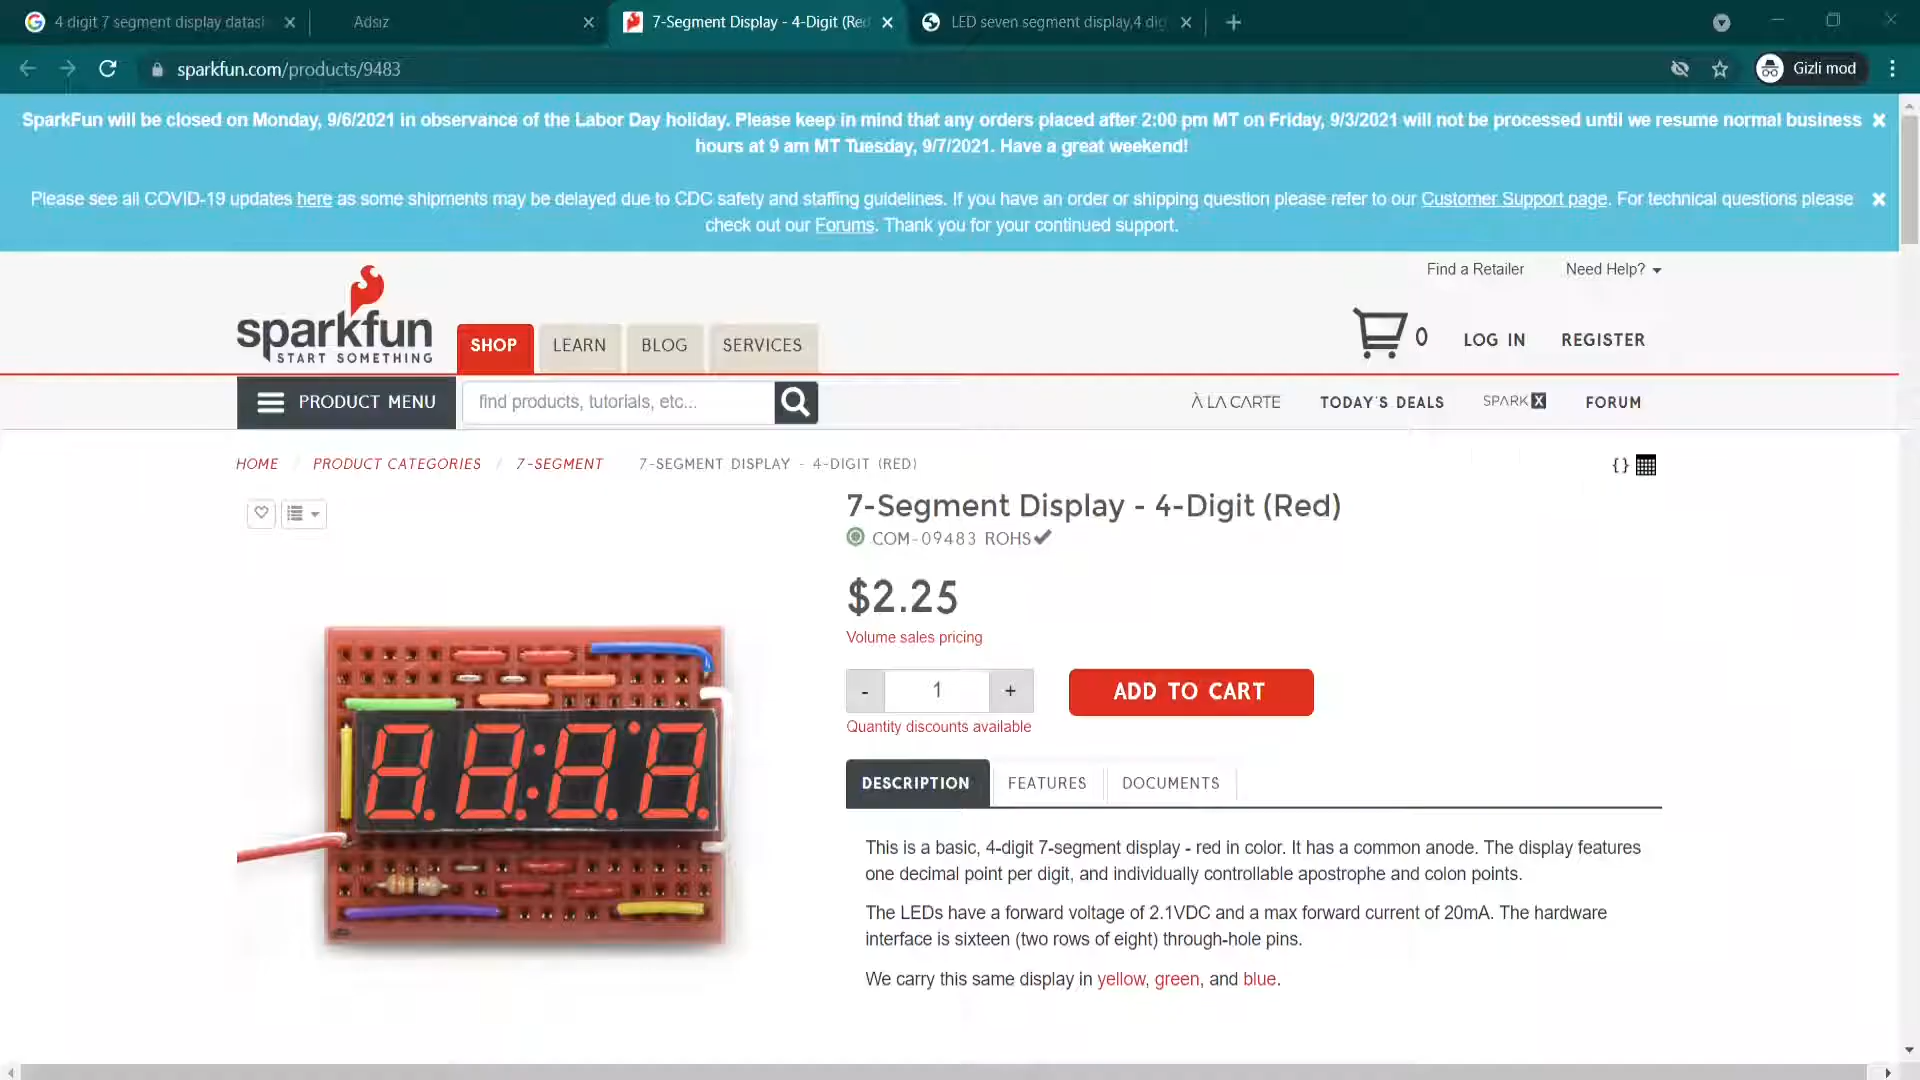 4 digit 7 segment display datash
Adsız
7-Segment Display - 4-Digit (Red
LED seven segment display,4 dig
sparkfun.com/products/9483
Gizli mod
SparkFun will be closed on Monday, 9/6/2021 in observance of the Labor Day holiday. Please keep in mind that any orders placed after 2:00 pm MT on Friday, 9/3/2021 will not be processed until we resume normal business
hours at 9 am MT Tuesday, 9/7/2021. Have a great weekend!
Please see all COVID-19 updates here as some shipments may be delayed due to CDC safety and staffing guidelines. If you have an order or shipping question please refer to our Customer Support page. For technical questions please
check out our Forums. Thank you for your continued support.
Find a Retailer
Need Help?
sparkfun
START SOMETHING
SHOP
LEARN
BLOG
SERVICES
0
LOG IN
REGISTER
PRODUCT MENU
find products, tutorials, etc...
À LA CARTE
TODAY'S DEALS
SPARK X
FORUM
HOME / PRODUCT CATEGORIES / 7-SEGMENT 7-SEGMENT DISPLAY - 4-DIGIT (RED)
{}
7-Segment Display - 4-Digit (Red)
COM-09483 ROHS✔
$2.25
Volume sales pricing
- 1 +
ADD TO CART
Quantity discounts available
8.8:8.'8.
DESCRIPTION
FEATURES
DOCUMENTS
This is a basic, 4-digit 7-segment display - red in color. It has a common anode. The display features
one decimal point per digit, and individually controllable apostrophe and colon points.
The LEDs have a forward voltage of 2.1VDC and a max forward current of 20mA. The hardware
interface is sixteen (two rows of eight) through-hole pins.
We carry this same display in yellow, green, and blue.